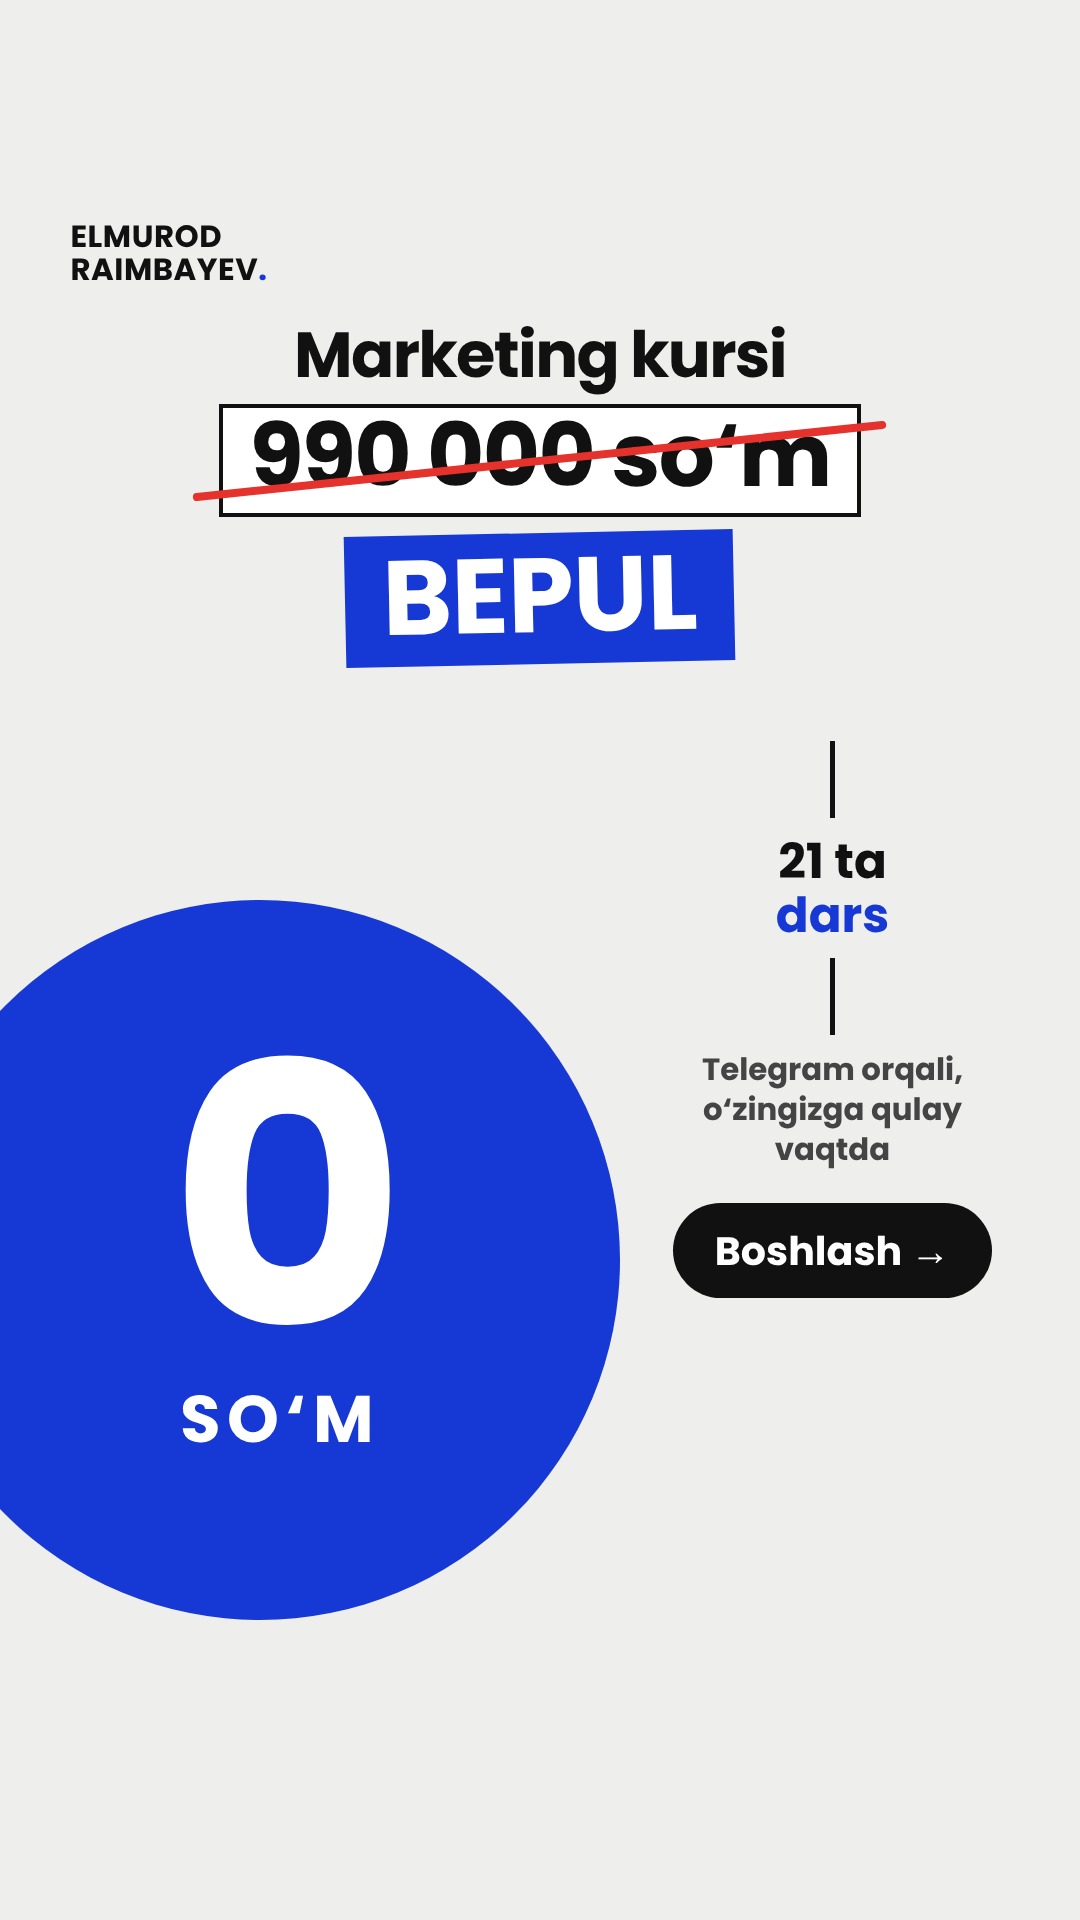 ELMUROD
RAIMBAYEV.
Marketing kursi
990 000 so‘m
BEPUL
21 ta
dars
Telegram orqali,
o‘zingizga qulay
vaqtda
Boshlash →
0
SO‘M